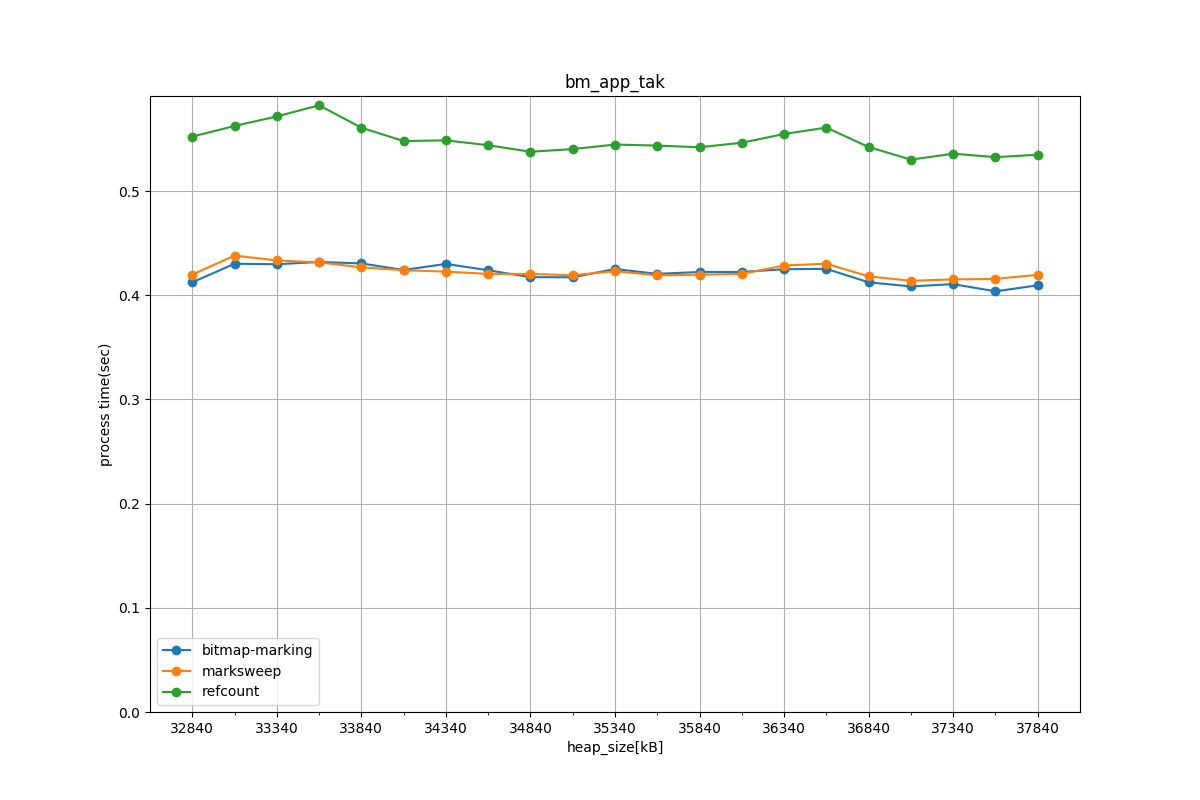 bm_app_tak
process time(sec)
0.5
0.4
0.3
0.2
0.1
0.0
bitmap-marking
marksweep
refcount
32840 33340 33840 34340 34840 35340 35840 36340 36840 37340 37840
heap_size[kB]